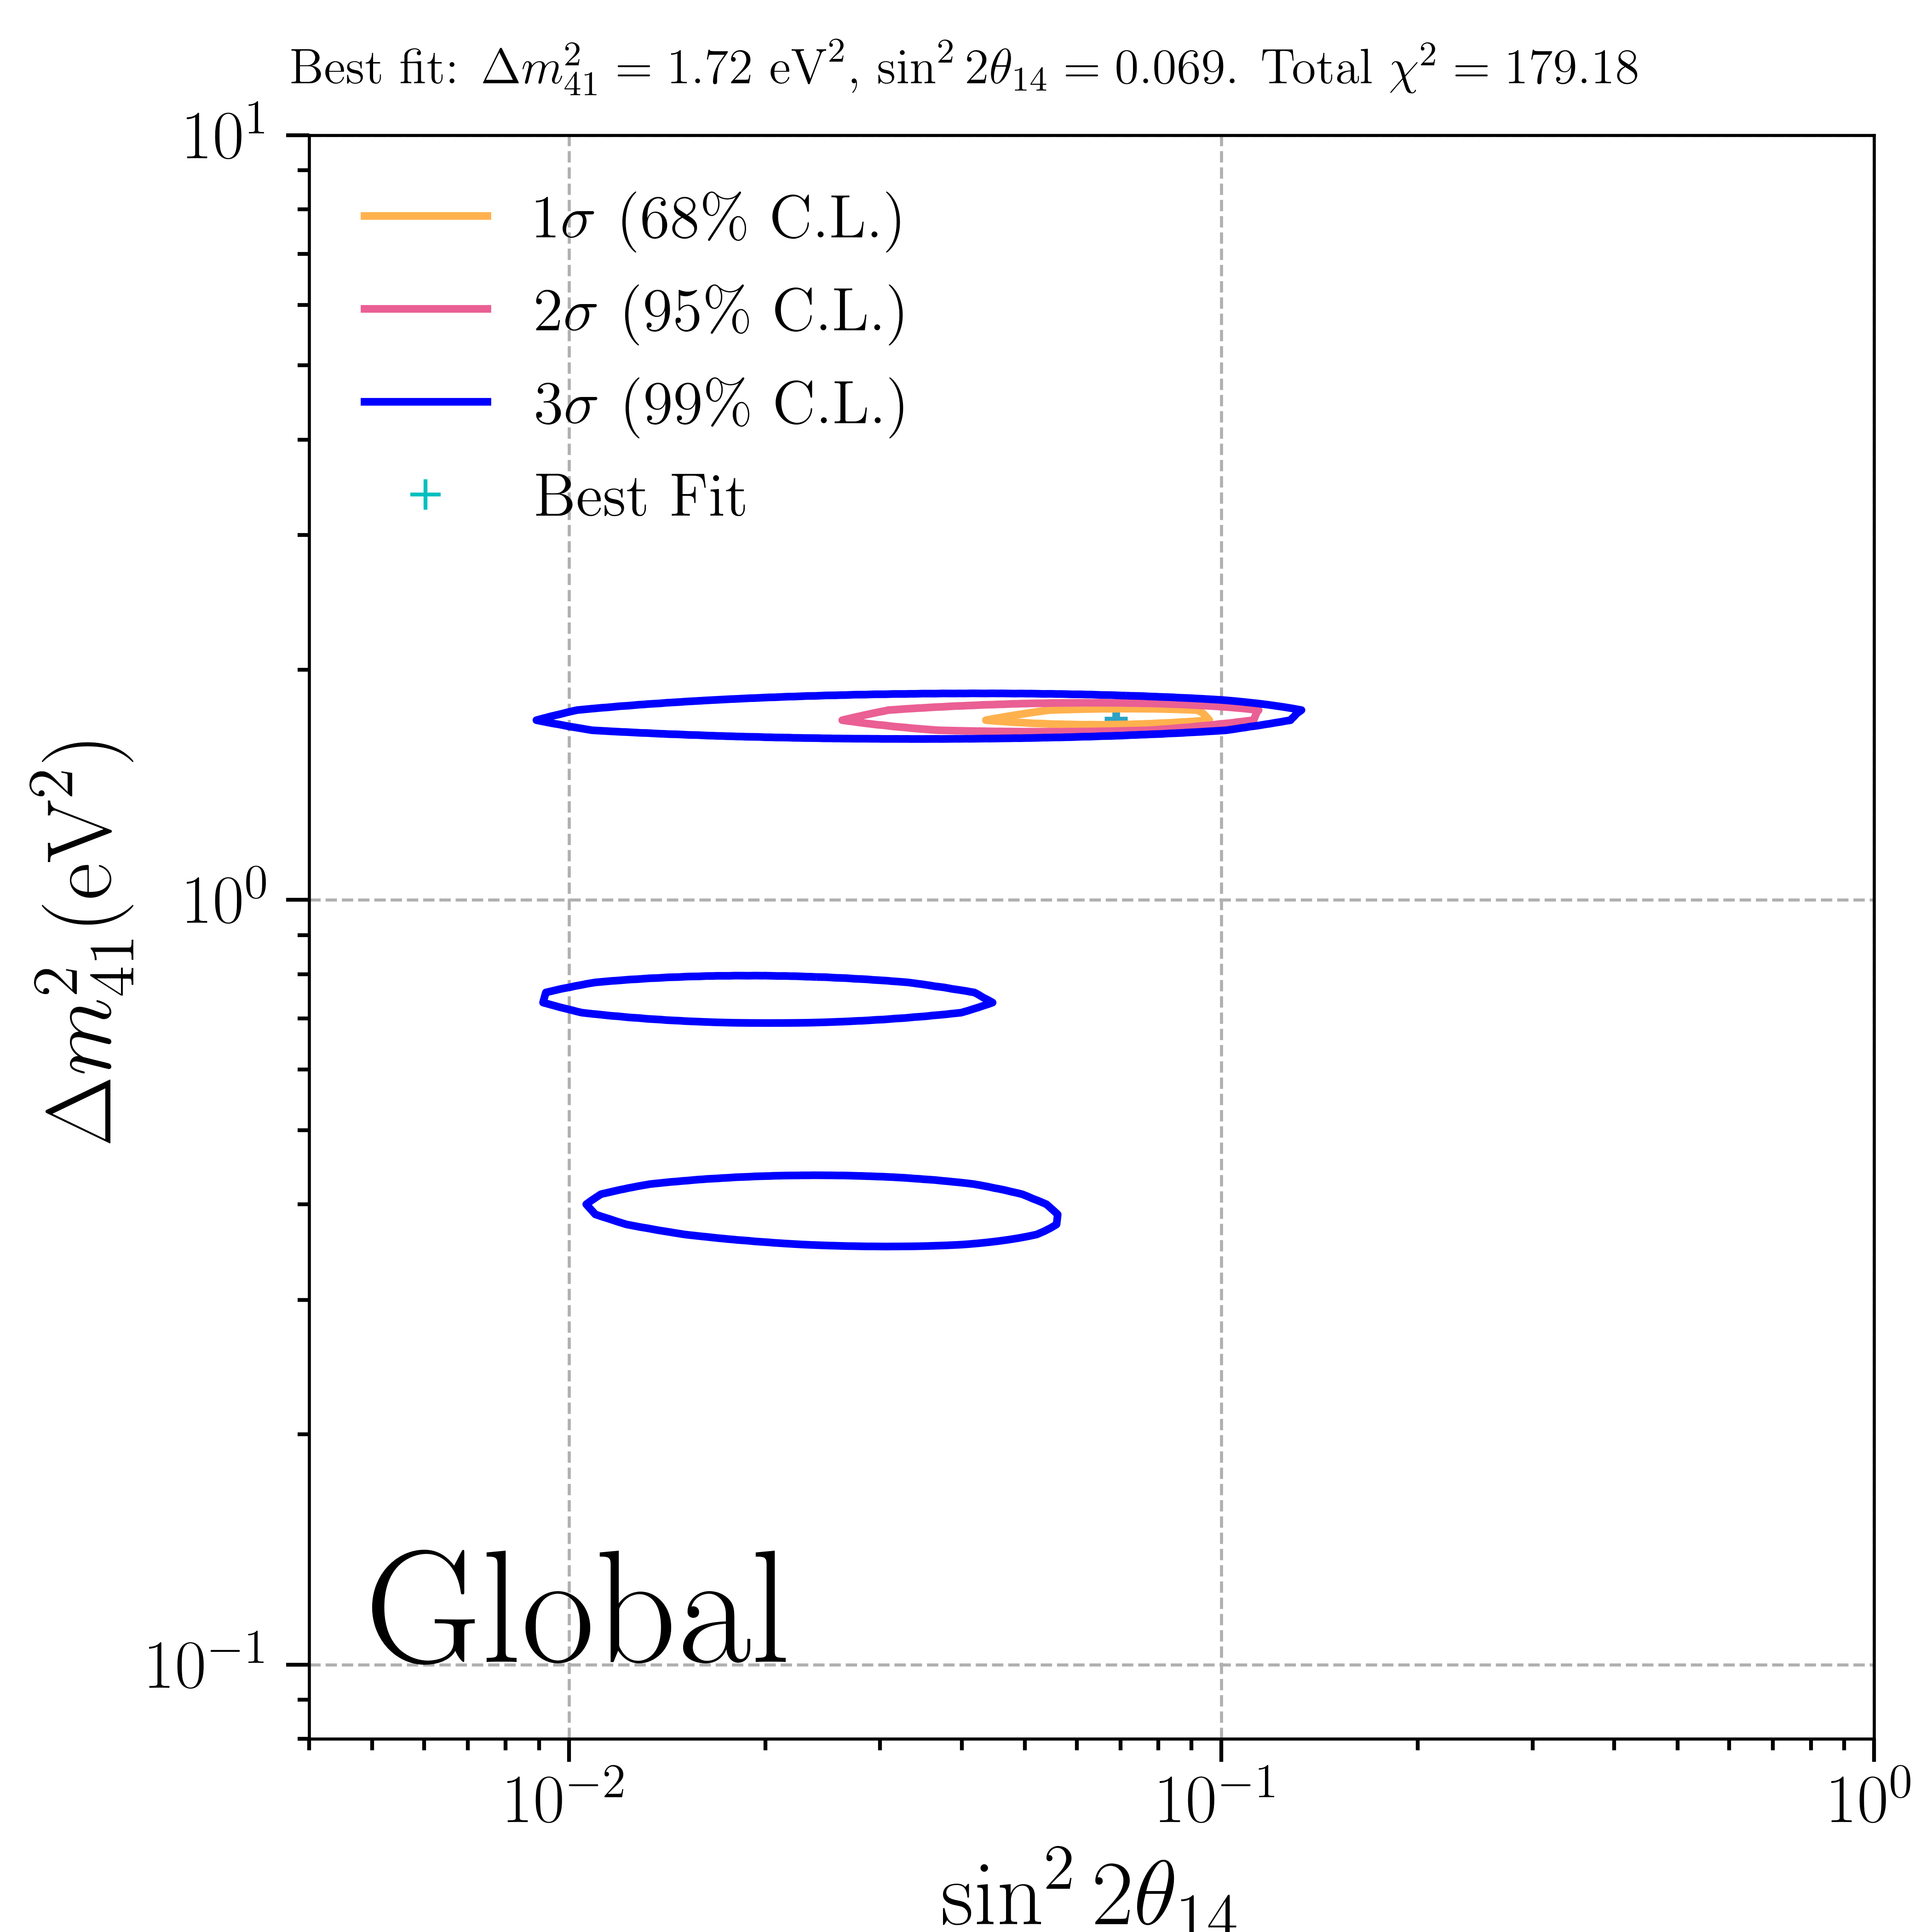 Best fit: Δm²₄₁ = 1.72 eV², sin² 2θ₁₄ = 0.069. Total χ² = 179.18
10¹
1σ (68% C.L.)
2σ (95% C.L.)
3σ (99% C.L.)
Best Fit
Δm²₄₁(eV²)
10⁰
Global
10⁻¹
10⁻²
10⁻¹
10⁰
sin² 2θ₁₄